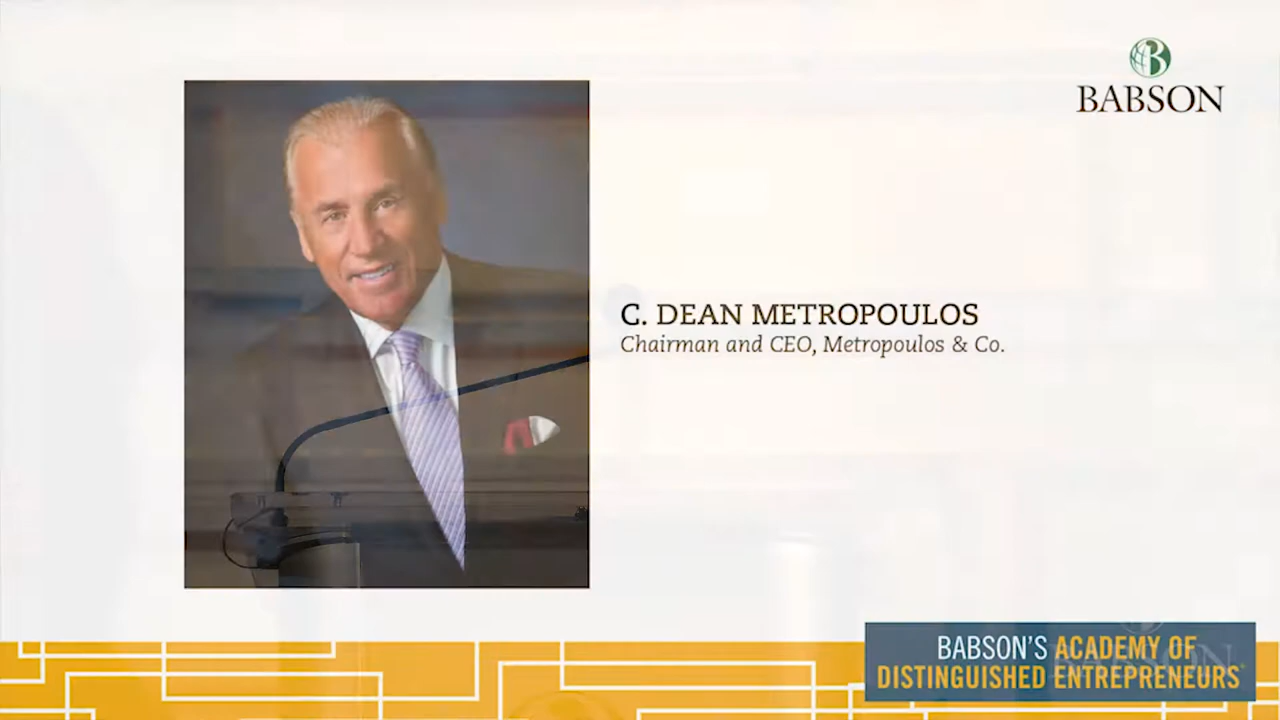 BABSON
C. DEAN METROPOULOS
Chairman and CEO, Metropoulos & Co.
BABSON'S ACADEMY OF
DISTINGUISHED ENTREPRENEURS